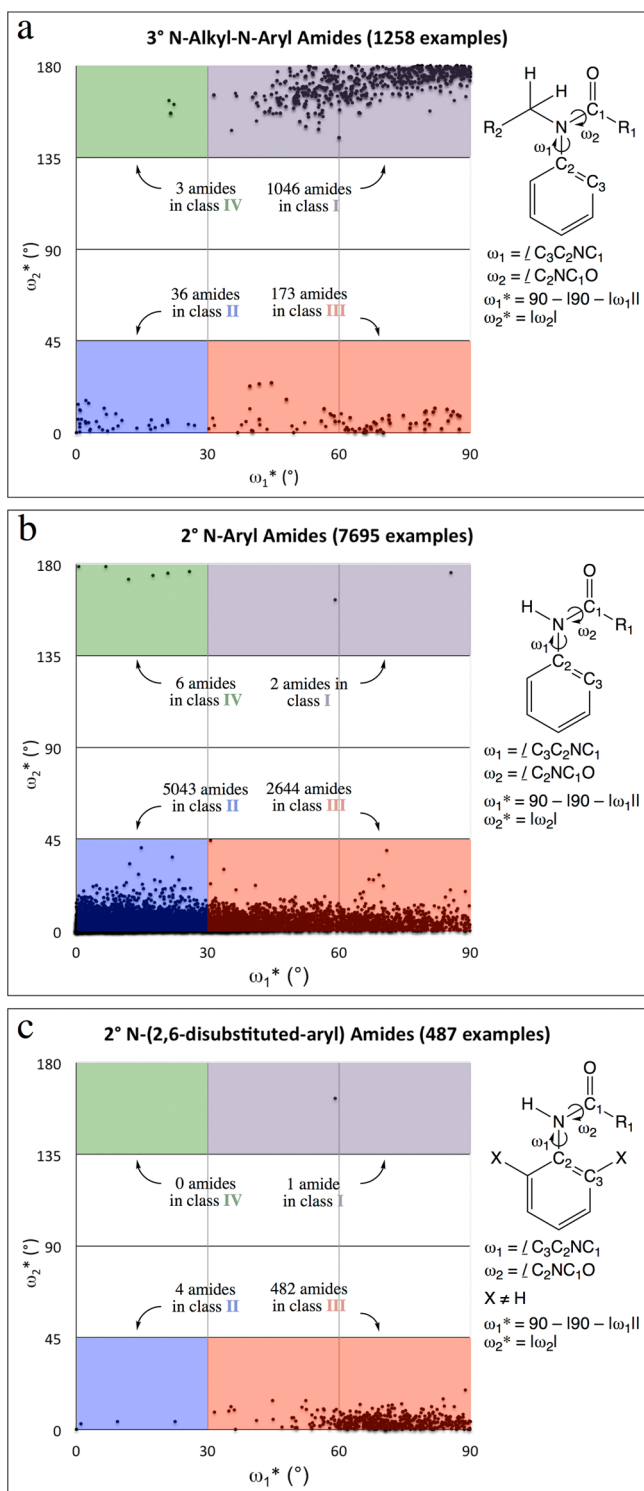 a
3° N-Alkyl-N-Aryl Amides (1258 examples)
180
135
90
45
0
ω₂* (°)
3 amides
in class IV
1046 amides
in class I
36 amides
in class II
173 amides
in class III
0
30
60
90
ω₁* (°)
H
H
O
R₂
N
C₁
R₁
ω₁
ω₂
C₂
C₃
ω₁ = ∠ C₃C₂NC₁
ω₂ = ∠ C₂NC₁O
ω₁* = 90 – |90 – |ω₁||
ω₂* = |ω₂|
b
2° N-Aryl Amides (7695 examples)
180
135
90
45
0
ω₂* (°)
6 amides
in class IV
2 amides in
class I
5043 amides
in class II
2644 amides
in class III
0
30
60
90
ω₁* (°)
O
H
N
C₁
R₁
ω₁
ω₂
C₂
C₃
ω₁ = ∠ C₃C₂NC₁
ω₂ = ∠ C₂NC₁O
ω₁* = 90 – |90 – |ω₁||
ω₂* = |ω₂|
c
2° N-(2,6-disubstituted-aryl) Amides (487 examples)
180
135
90
45
0
ω₂* (°)
0 amides
in class IV
1 amide
in class I
4 amides
in class II
482 amides
in class III
0
30
60
90
ω₁* (°)
O
H
N
C₁
R₁
ω₁
ω₂
X
C₂
C₃
X
ω₁ = ∠ C₃C₂NC₁
ω₂ = ∠ C₂NC₁O
X ≠ H
ω₁* = 90 – |90 – |ω₁||
ω₂* = |ω₂|